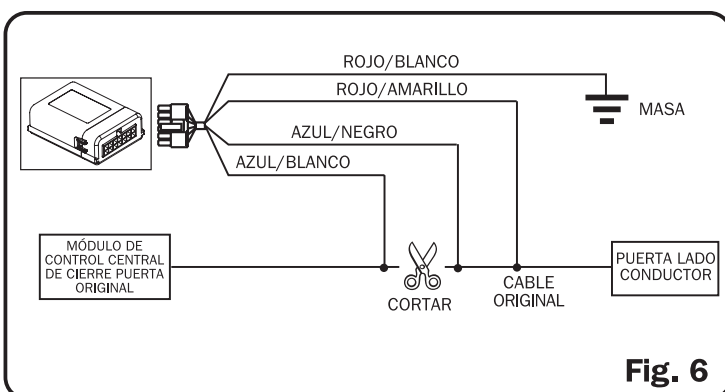 ROJO/BLANCO
ROJO/AMARILLO
MASA
AZUL/NEGRO
AZUL/BLANCO
MÓDULO DE
CONTROL CENTRAL
DE CIERRE PUERTA
ORIGINAL
CORTAR
CABLE
ORIGINAL
PUERTA LADO
CONDUCTOR
Fig. 6